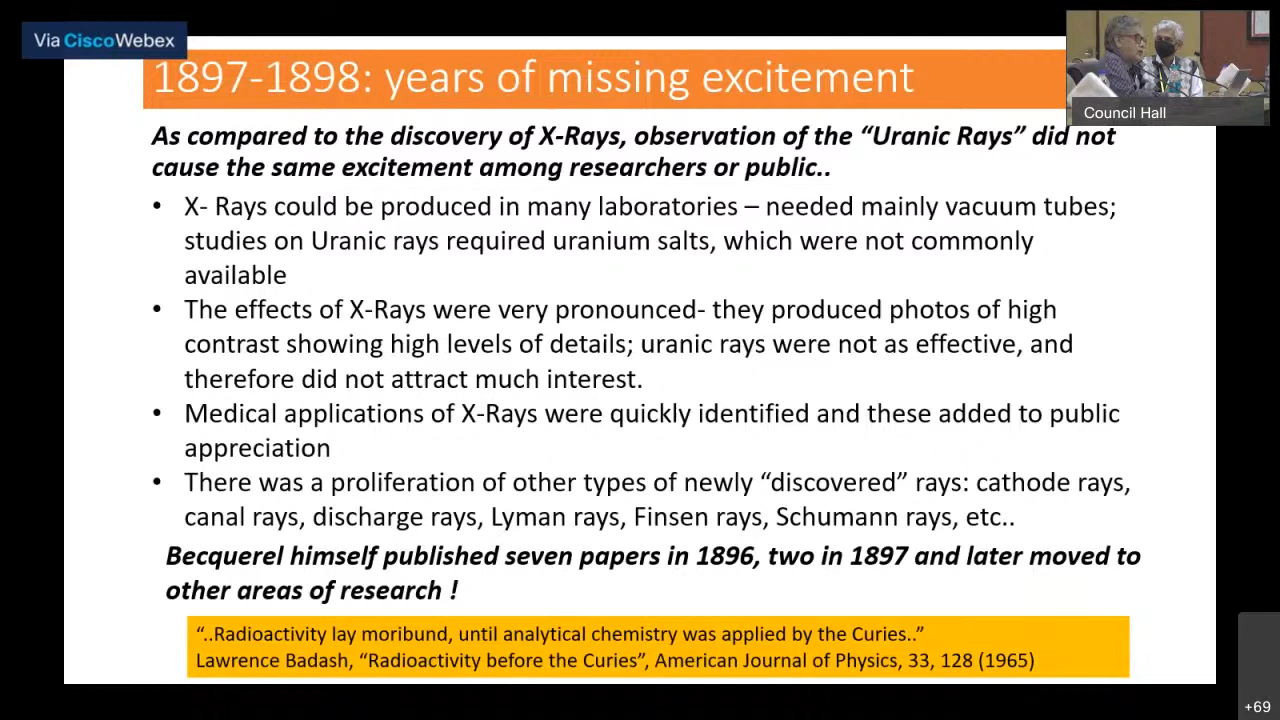 Via Cisco Webex
1897-1898: years of missing excitement
Council Hall
As compared to the discovery of X-Rays, observation of the “Uranic Rays” did not
cause the same excitement among researchers or public..
• X- Rays could be produced in many laboratories – needed mainly vacuum tubes;
studies on Uranic rays required uranium salts, which were not commonly
available
• The effects of X-Rays were very pronounced- they produced photos of high
contrast showing high levels of details; uranic rays were not as effective, and
therefore did not attract much interest.
• Medical applications of X-Rays were quickly identified and these added to public
appreciation
• There was a proliferation of other types of newly “discovered” rays: cathode rays,
canal rays, discharge rays, Lyman rays, Finsen rays, Schumann rays, etc..
Becquerel himself published seven papers in 1896, two in 1897 and later moved to
other areas of research !
“..Radioactivity lay moribund, until analytical chemistry was applied by the Curies..”
Lawrence Badash, “Radioactivity before the Curies”, American Journal of Physics, 33, 128 (1965)
+69